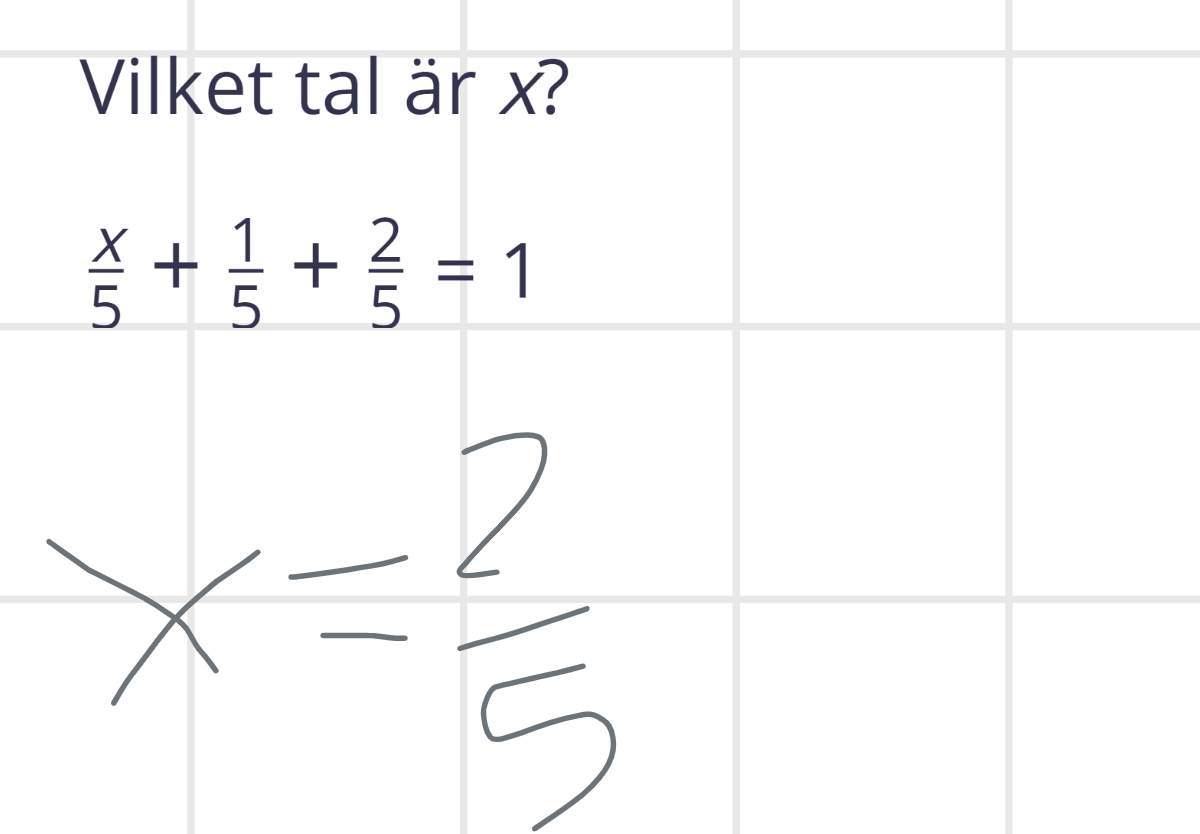 Vilket tal är x?
x/5 + 1/5 + 2/5 = 1
x = 2/5